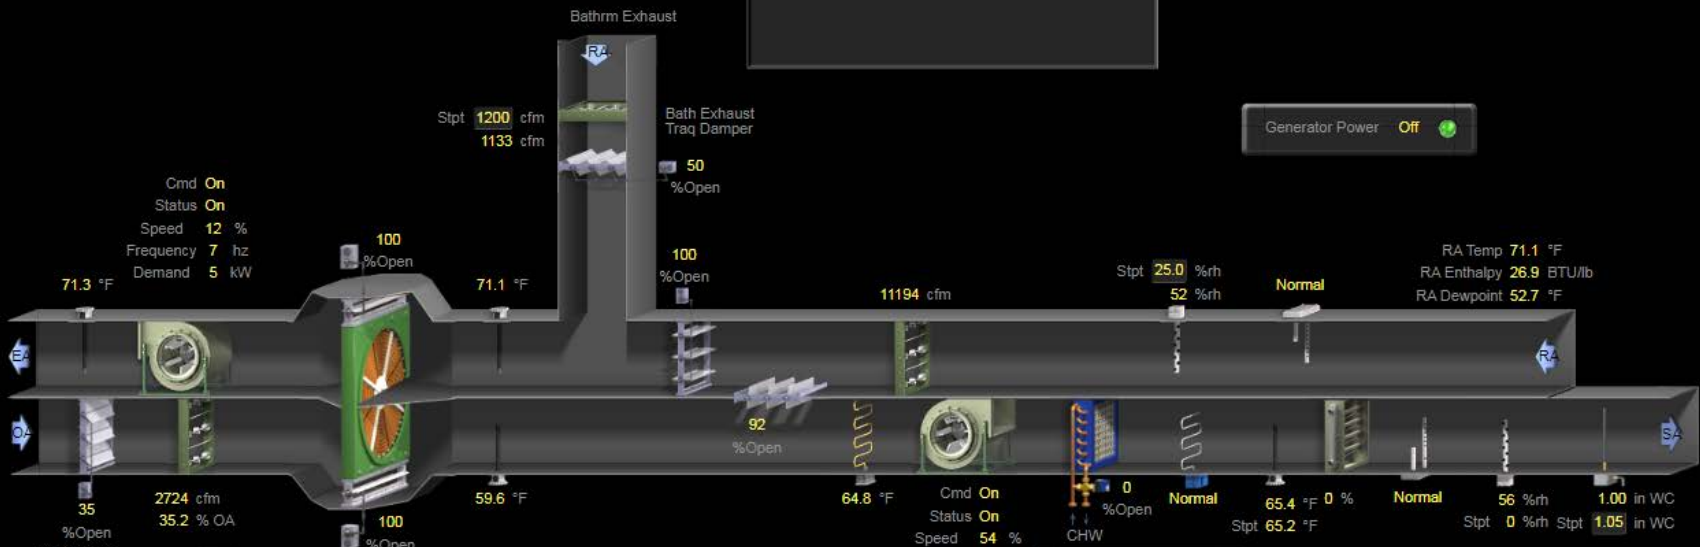 Bathrm Exhaust
RA
Stpt 1200 cfm
1133 cfm
Bath Exhaust
Traq Damper
50
%Open
Generator Power Off
Cmd On
Status On
Speed 12 %
Frequency 7 hz
Demand 5 kW
71.3 °F
100
%Open
71.1 °F
100
%Open
11194 cfm
Stpt 25.0 %rh
52 %rh
Normal
RA Temp 71.1 °F
RA Enthalpy 26.9 BTU/lb
RA Dewpoint 52.7 °F
EA
RA
OA
SA
35
%Open
2724 cfm
35.2 % OA
100
%Open
59.6 °F
92
%Open
64.8 °F
Cmd On
Status On
Speed 54 %
0
%Open
CHW
Normal
65.4 °F
Stpt 65.2 °F
0 %
Normal
56 %rh
Stpt 0 %rh
1.00 in WC
Stpt 1.05 in WC